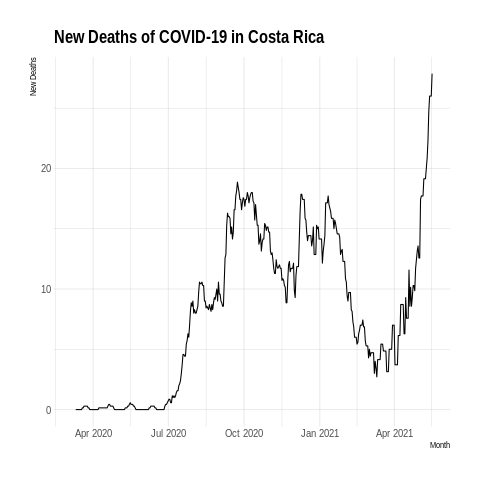 New Deaths of COVID-19 in Costa Rica
New Deaths
20
10
0
Apr 2020 Jul 2020 Oct 2020 Jan 2021 Apr 2021
Month